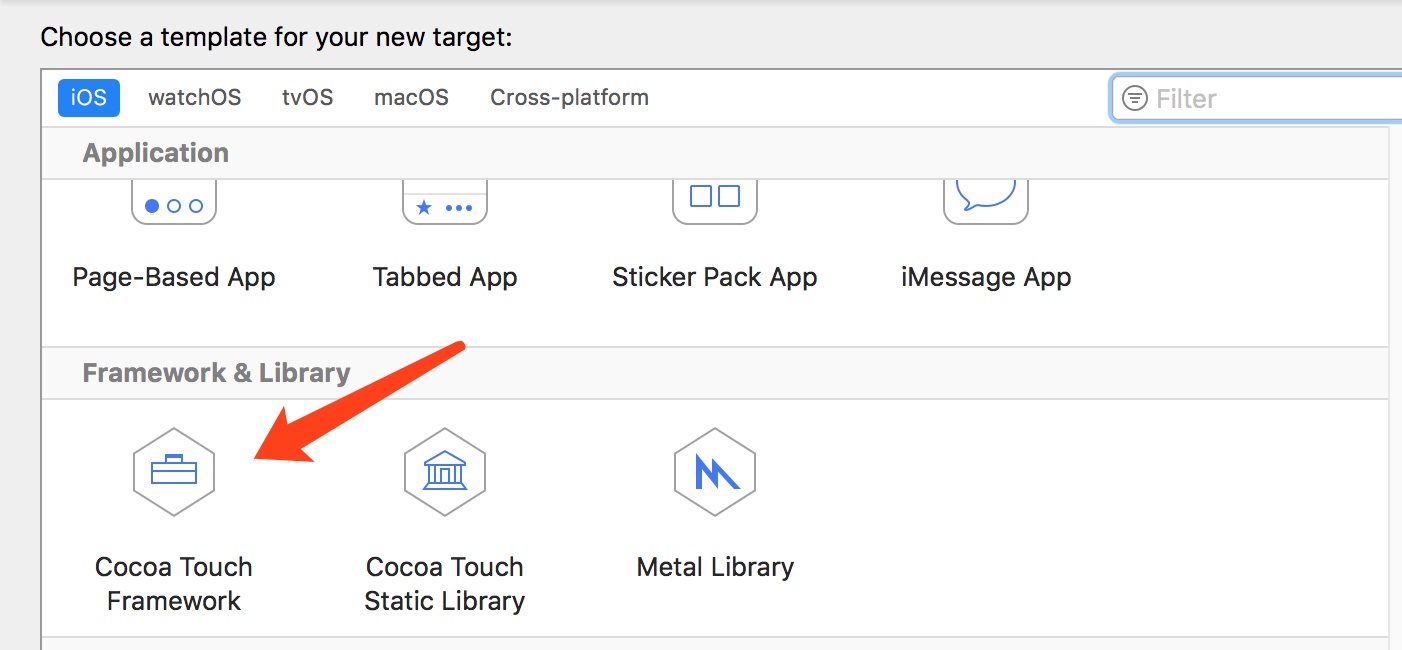 Choose a template for your new target:
iOS watchOS tvOS macOS Cross-platform Filter
Application
Page-Based App Tabbed App Sticker Pack App iMessage App
Framework & Library
Cocoa Touch Cocoa Touch Metal Library
Framework Static Library